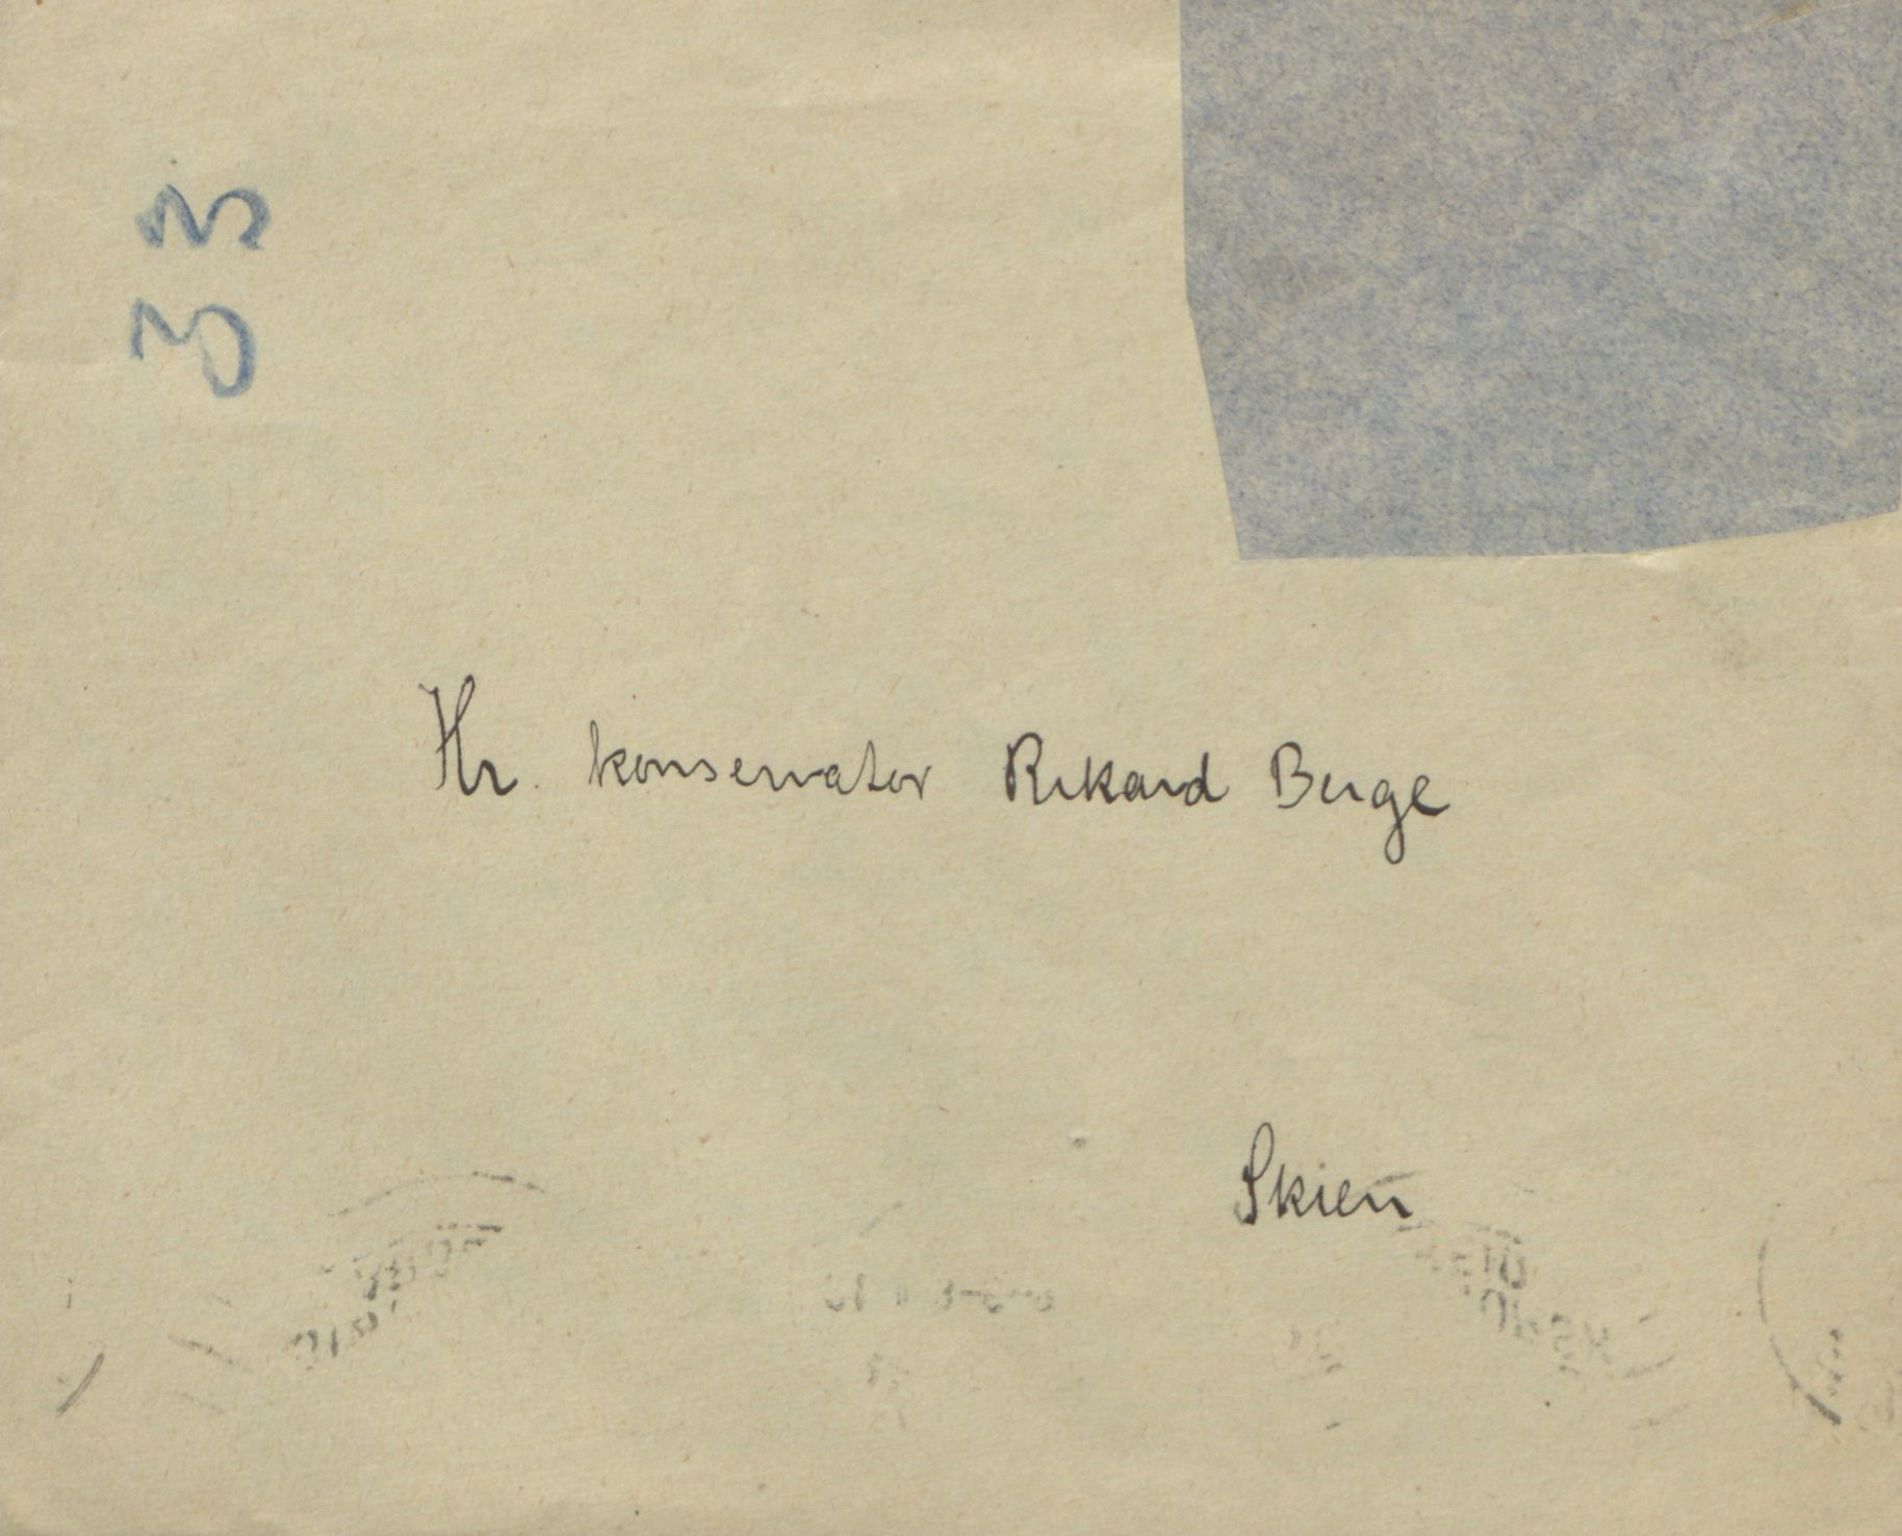 33
Hr. konservator Rikard Berge
Skien